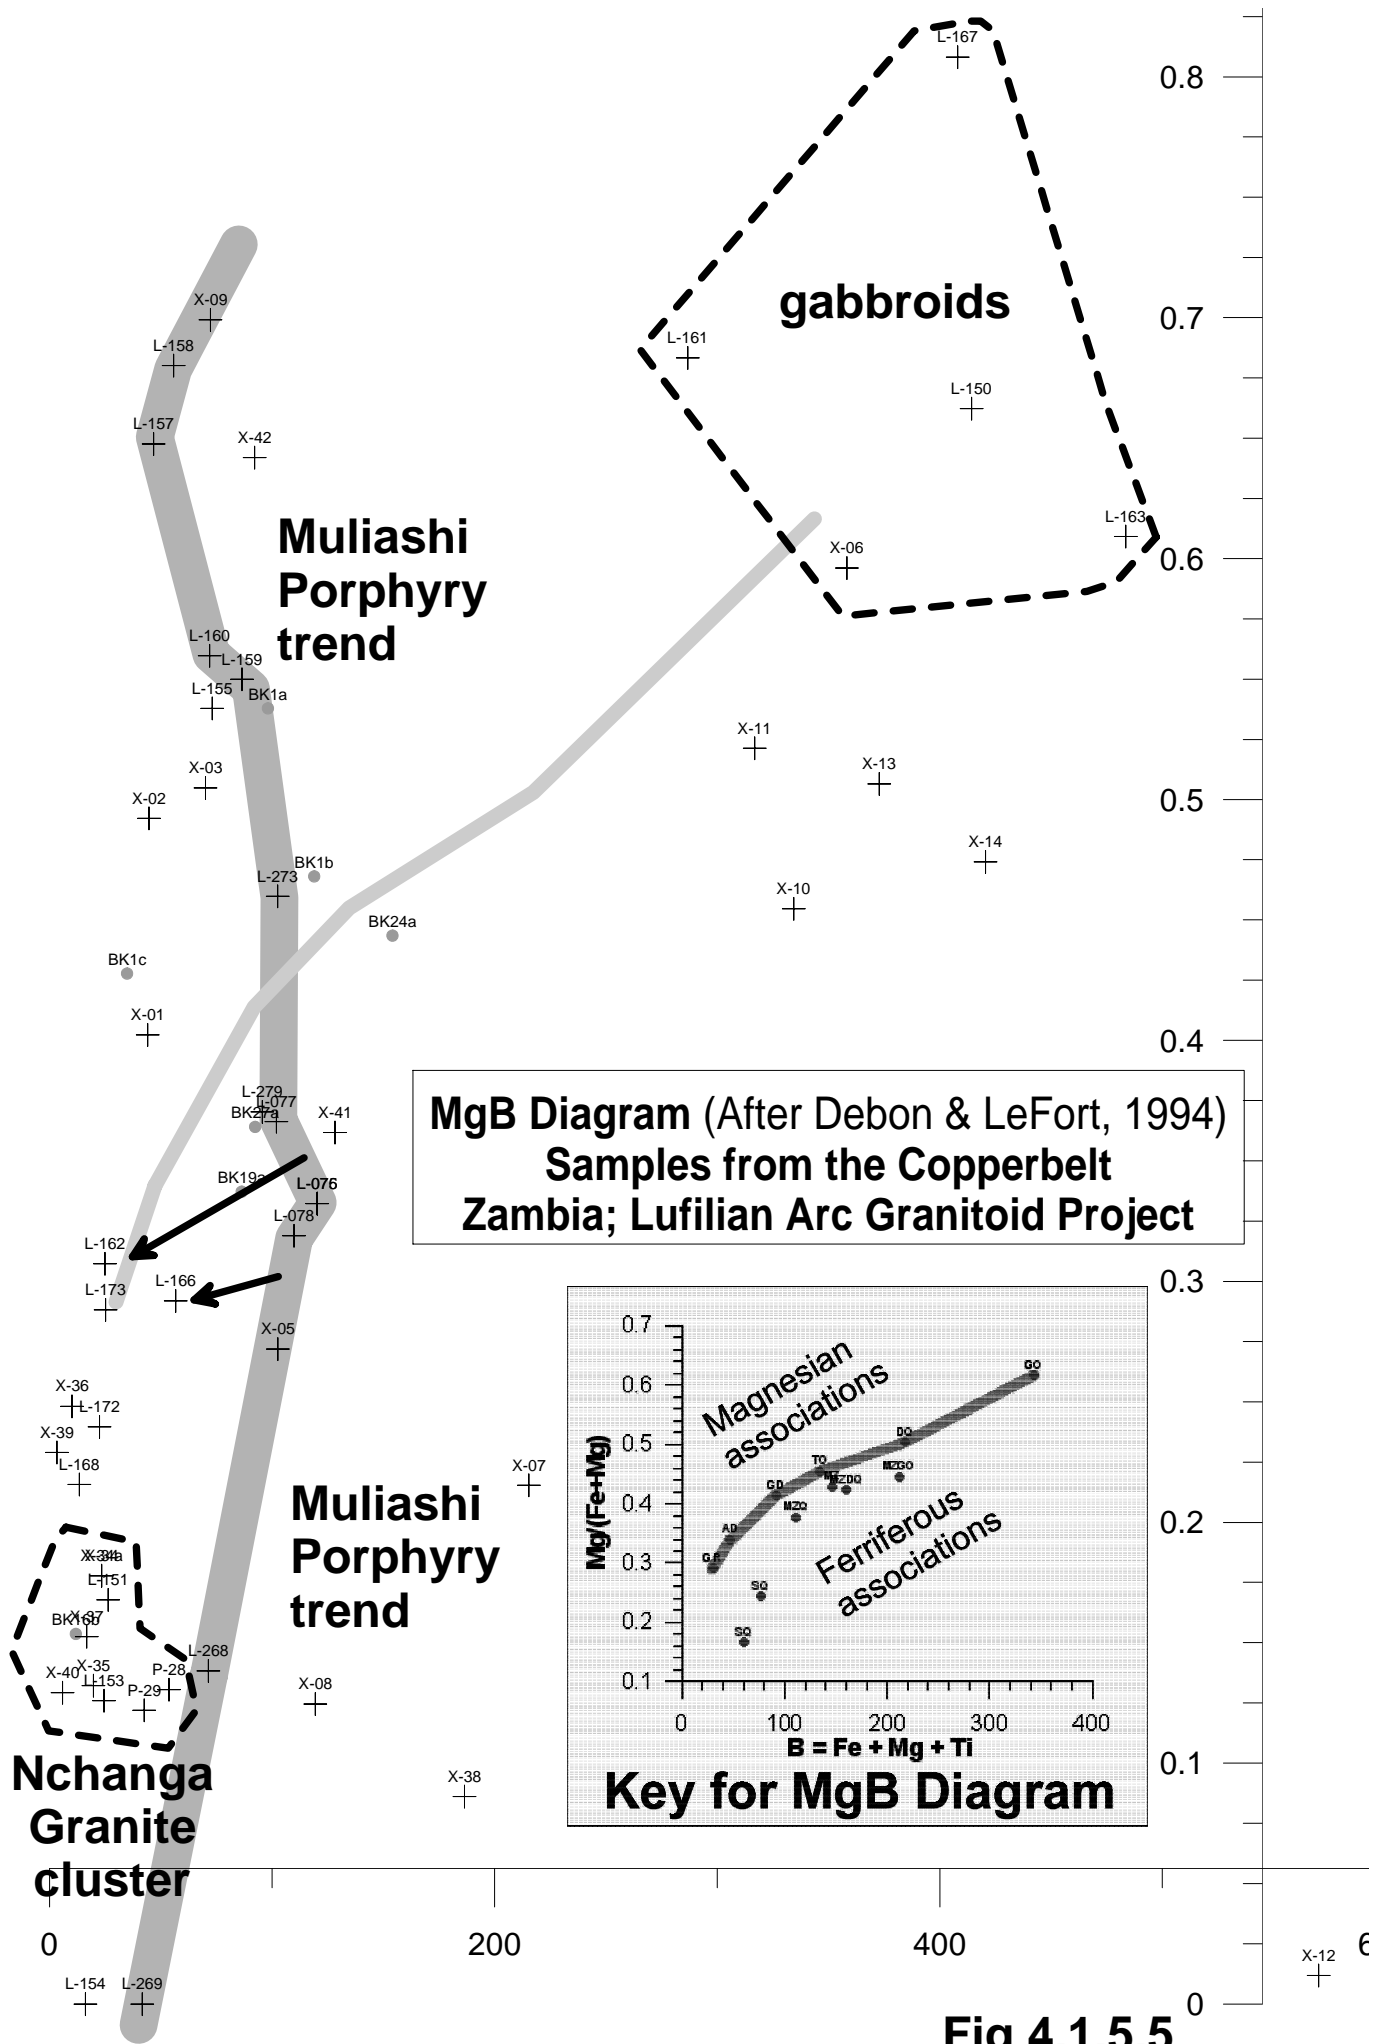 L-167
0.8
X-09
gabbroids
0.7
L-158
L-161
L-150
L-157
X-42
Muliashi
Porphyry
trend
L-163
X-06
0.6
L-160
L-159
L-155
BK1a
X-11
X-03
X-13
X-02
0.5
X-14
BK1b
L-273
X-10
BK24a
BK1c
X-01
0.4
L-279
L-077
BK27a
X-41
MgB Diagram (After Debon & LeFort, 1994)
Samples from the Copperbelt
Zambia; Lufilian Arc Granitoid Project
BK19a
L-076
L-078
L-162
L-166
L-173
0.3
X-05
X-36
L-172
X-39
L-168
X-07
Muliashi
Porphyry
trend
0.2
X-34a
L-151
X-37
BK16b
L-268
X-40
X-35
L-153
P-28
P-29
X-08
Nchanga
Granite
cluster
X-38
0.1
0.7
0.6
0.5
0.4
0.3
0.2
0.1
Mg/(Fe+Mg)
Magnesian
associations
Ferriferous
associations
GO
DQ
TO
MZGO
MZDQ
GD
MZQ
AD
SQ
SQ
0
100
200
300
400
B = Fe + Mg + Ti
Key for MgB Diagram
0
200
400
X-12
L-154
L-269
0
Fig 4.1.5.5